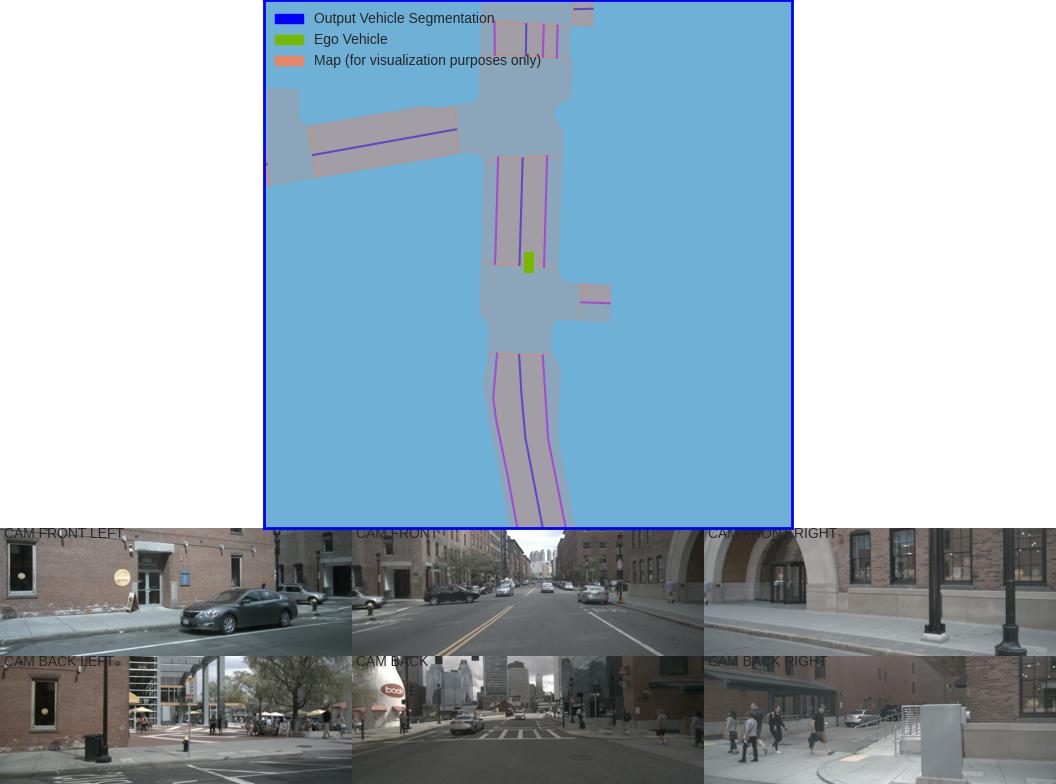 Output Vehicle Segmentation
Ego Vehicle
Map (for visualization purposes only)
CAM FRONT LEFT
CAM FRONT
CAM FRONT RIGHT
CAM BACK LEFT
CAM BACK
CAM BACK RIGHT